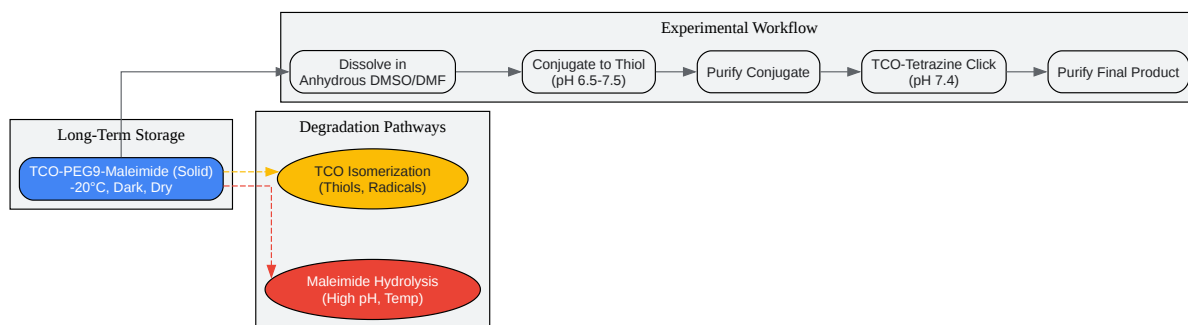 Experimental Workflow
Dissolve in
Anhydrous DMSO/DMF
Conjugate to Thiol
(pH 6.5-7.5)
Purify Conjugate
TCO-Tetrazine Click
(pH 7.4)
Purify Final Product
Long-Term Storage
TCO-PEG9-Maleimide (Solid)
-20°C, Dark, Dry
Degradation Pathways
TCO Isomerization
(Thiols, Radicals)
Maleimide Hydrolysis
(High pH, Temp)